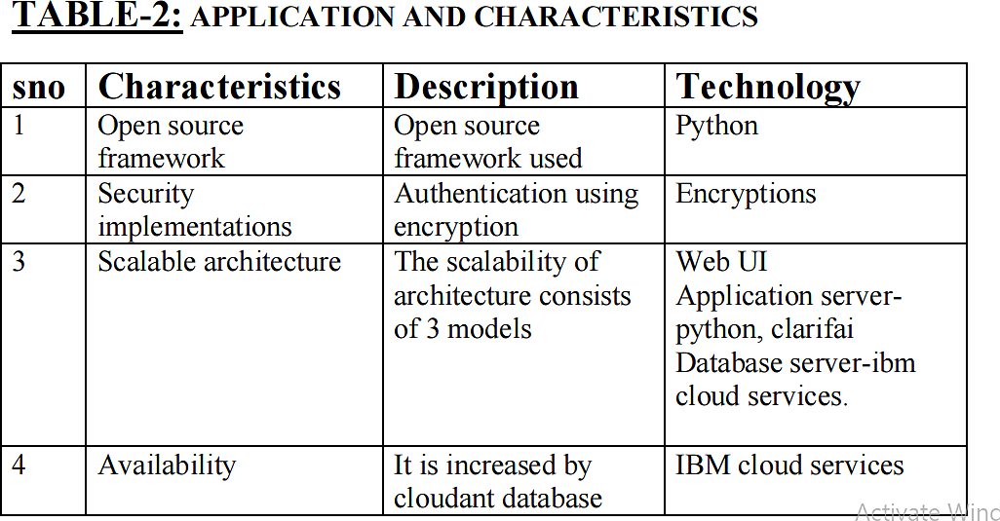 TABLE-2: APPLICATION AND CHARACTERISTICS
sno Characteristics Description Technology
1 Open source framework Open source framework used Python
2 Security implementations Authentication using encryption Encryptions
3 Scalable architecture The scalability of architecture consists of 3 models Web UI Application server-python, clarifai Database server-ibm cloud services.
4 Availability It is increased by cloudant database IBM cloud services
Activate Wind